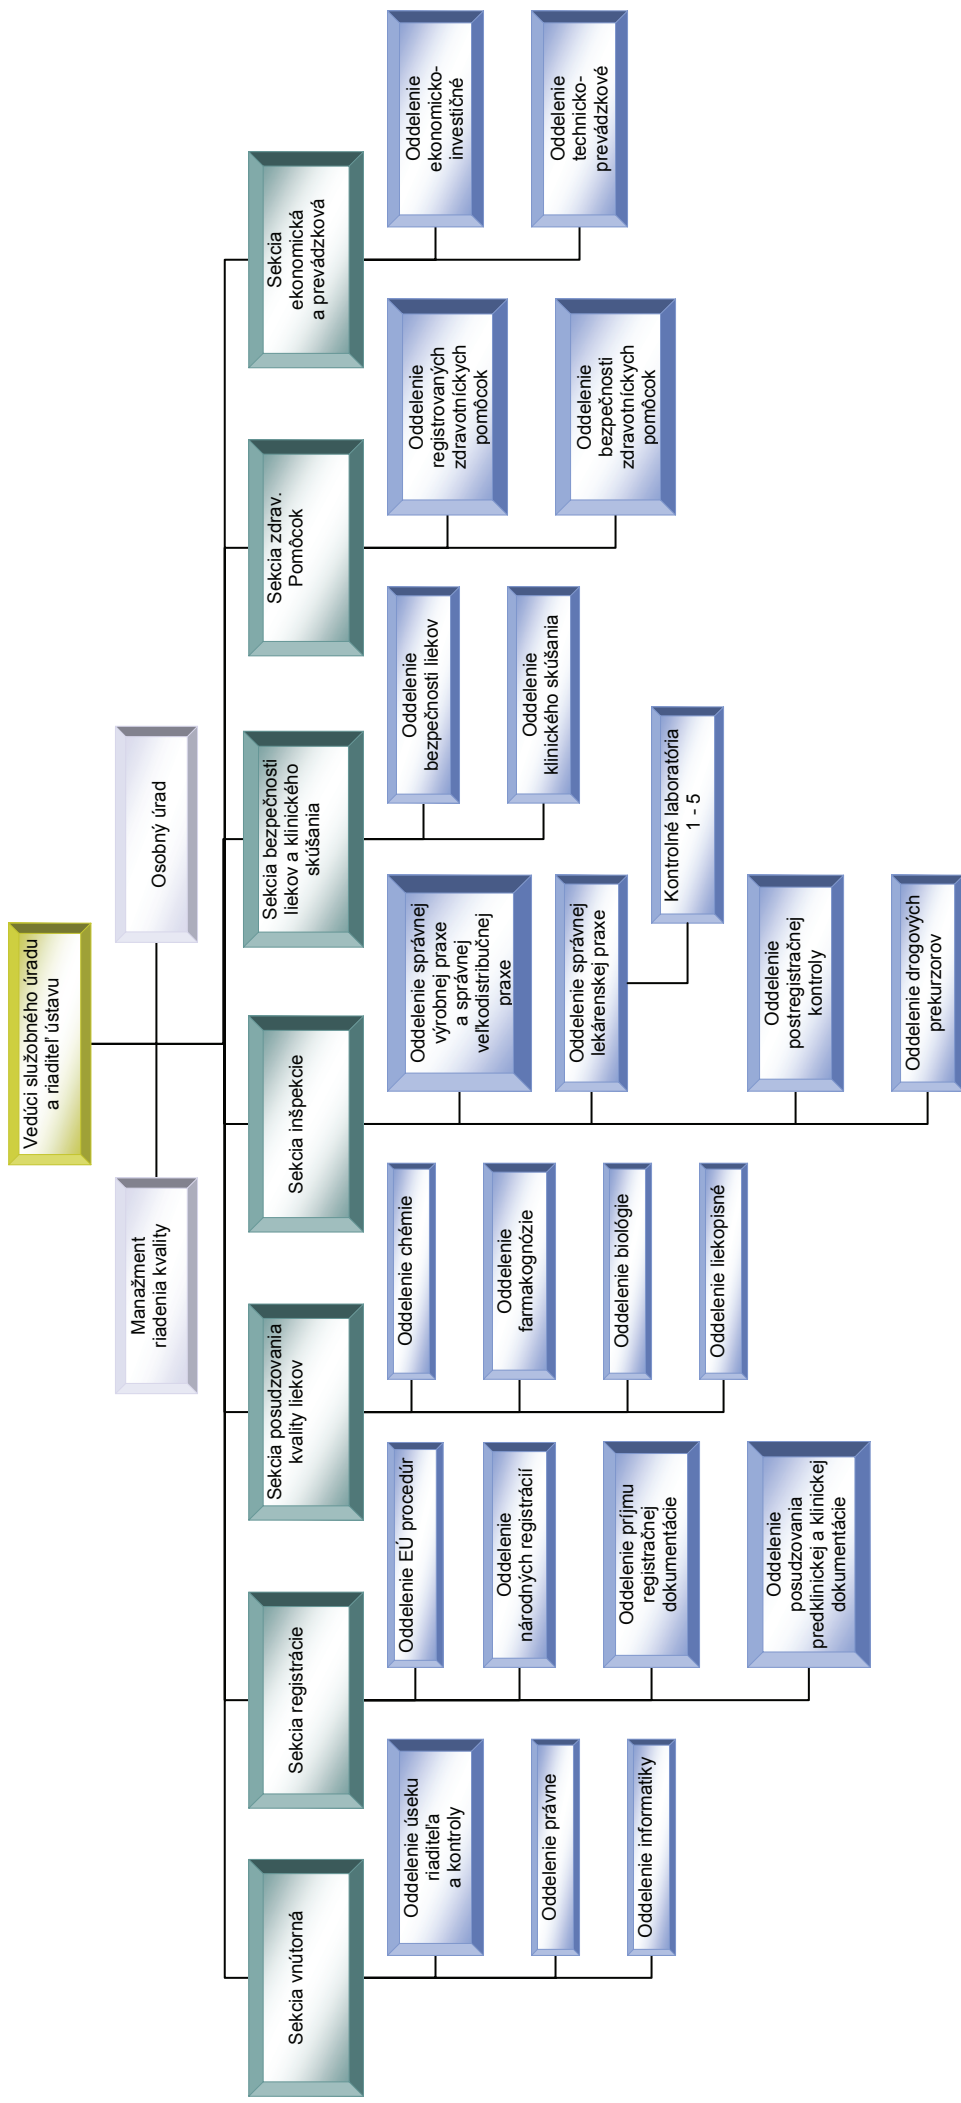 Vedúci služobného úradu
a riaditeľ ústavu
Manažment
riadenia kvality
Osobný úrad
Sekcia vnútorná
Sekcia registrácie
Sekcia posudzovania
kvality liekov
Sekcia inšpekcie
Sekcia bezpečnosti
liekov a klinického
skúšania
Sekcia zdrav.
Pomôcok
Sekcia
ekonomická
a prevádzková
Oddelenie úseku
riaditeľa
a kontroly
Oddelenie právne
Oddelenie informatiky
Oddelenie EÚ procedúr
Oddelenie
národných registrácií
Oddelenie príjmu
registračnej
dokumentácie
Oddelenie
posudzovania
predklinickej a klinickej
dokumentácie
Oddelenie chémie
Oddelenie
farmakognózie
Oddelenie biológie
Oddelenie liekopisné
Oddelenie správnej
výrobnej praxe
a správnej
veľkodistribučnej
praxe
Oddelenie správnej
lekárenskej praxe
Kontrolné laboratória
1 - 5
Oddelenie
postregistračnej
kontroly
Oddelenie drogových
prekurzorov
Oddelenie
bezpečnosti liekov
Oddelenie
klinického skúšania
Oddelenie
registrovaných
zdravotníckych
pomôcok
Oddelenie
bezpečnosti
zdravotníckych
pomôcok
Oddelenie
ekonomicko-
investičné
Oddelenie
technicko-
prevádzkové